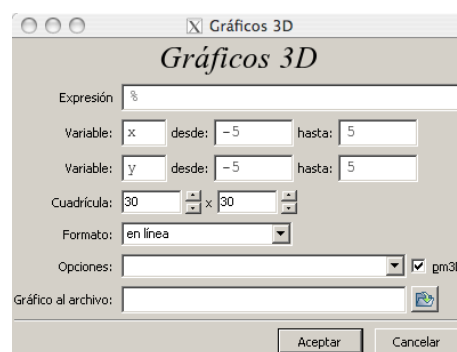 Gráficos 3D
Gráficos 3D
Expresión %
Variable: x desde: -5 hasta: 5
Variable: y desde: -5 hasta: 5
Cuadrícula: 30 x 30
Formato: en línea
Opciones: pm3
Gráfico al archivo:
Aceptar Cancelar